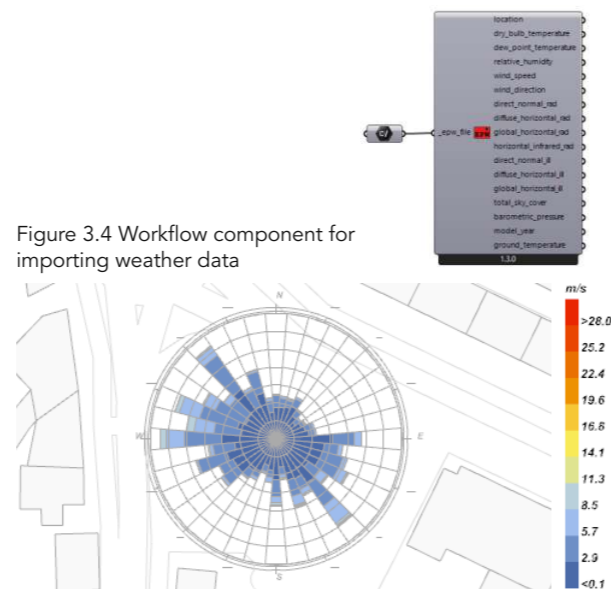 location
dry_bulb_temperature
dew_point_temperature
relative_humidity
wind_speed
wind_direction
direct_normal_rad
diffuse_horizontal_rad
_epw_file
EPW
global_horizontal_rad
horizontal_infrared_rad
direct_normal_ill
diffuse_horizontal_ill
global_horizontal_ill
total_sky_cover
barometric_pressure
model_year
ground_temperature
1.3.0
C/
Figure 3.4 Workflow component for
importing weather data
m/s
>28.0
25.2
22.4
19.6
16.8
14.1
11.3
8.5
5.7
2.9
<0.1
N
W
E
S